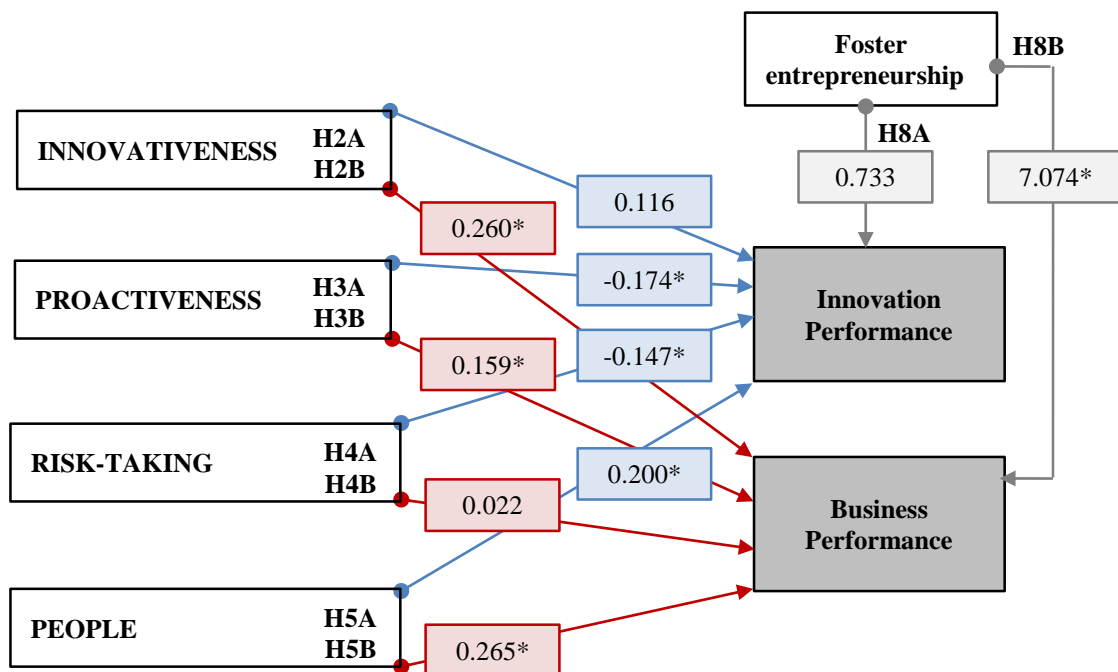 Foster
entrepreneurship
H8B
H8A
0.733
7.074*
INNOVATIVENESS
H2A
H2B
0.116
0.260*
PROACTIVENESS
H3A
H3B
-0.174*
Innovation
Performance
0.159*
-0.147*
RISK-TAKING
H4A
H4B
0.200*
0.022
Business
Performance
PEOPLE
H5A
H5B
0.265*